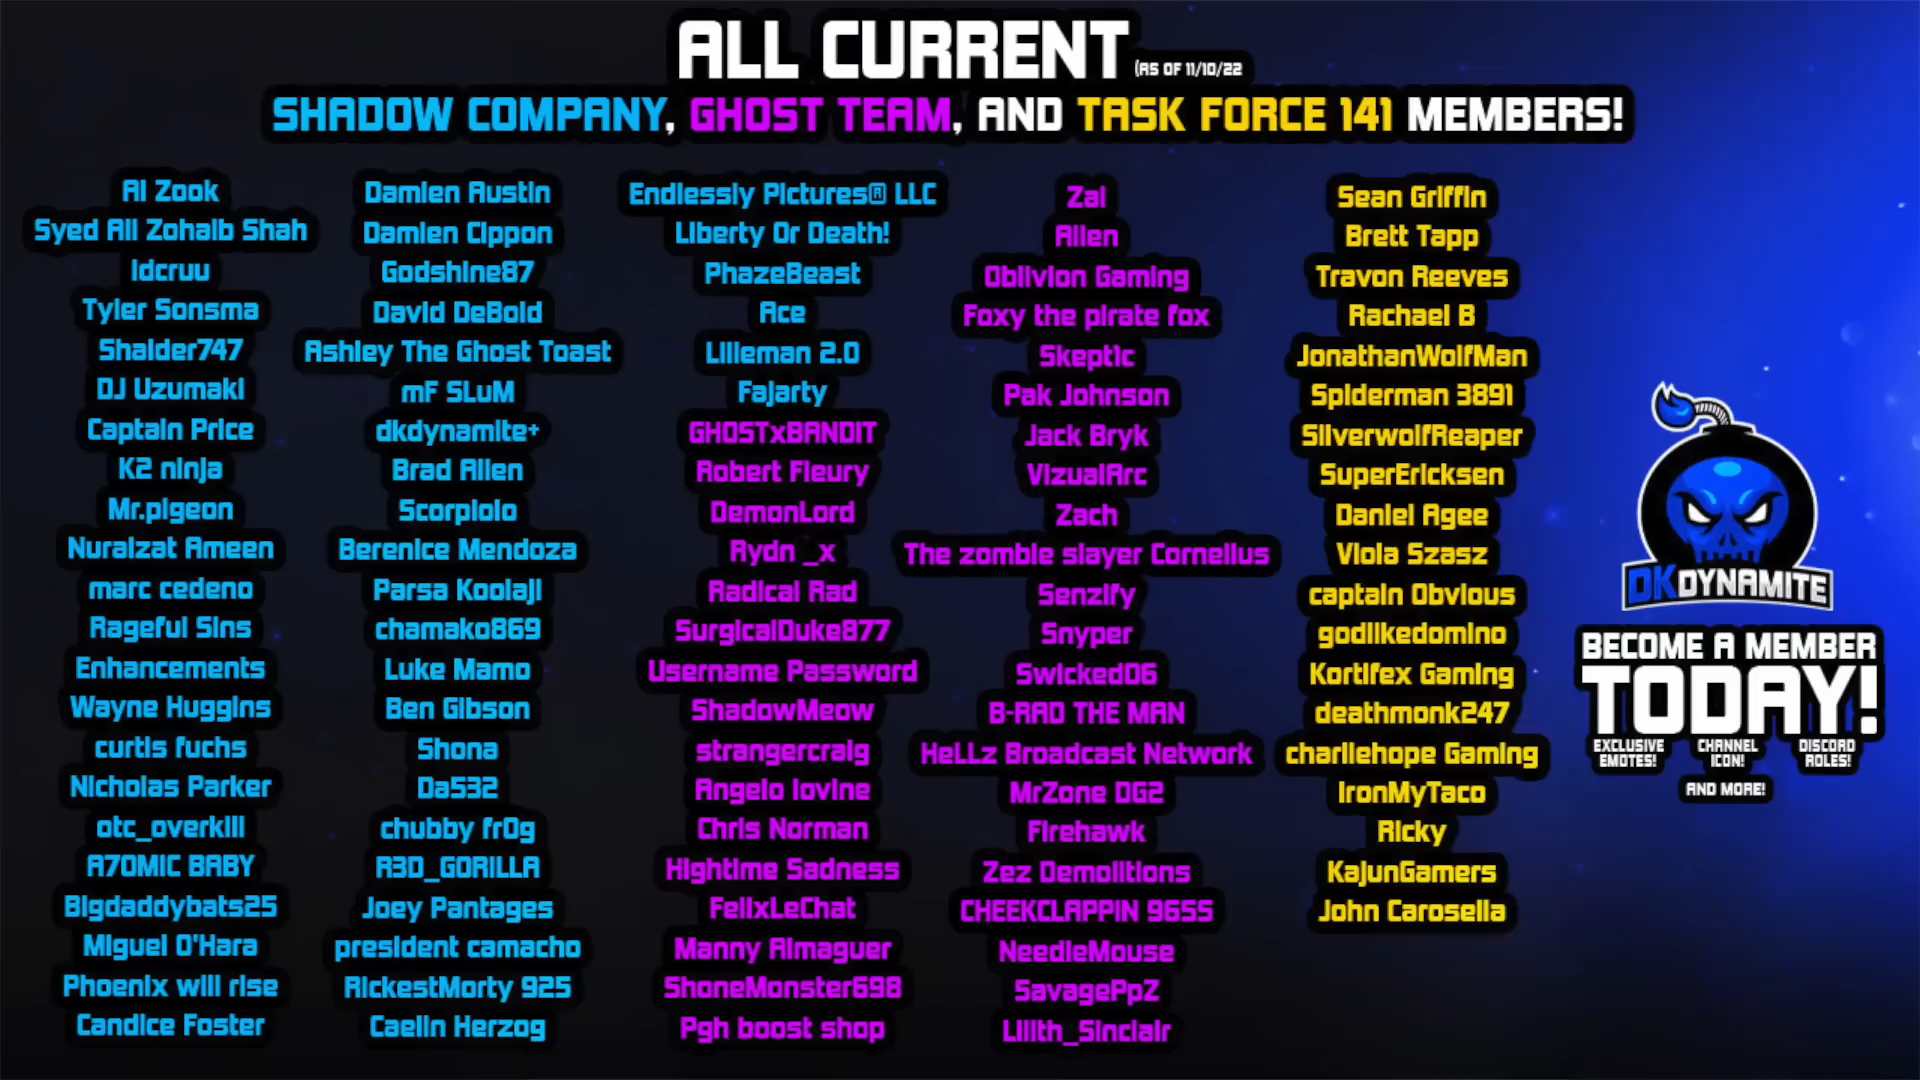 ALL CURRENT (AS OF 11/10/22
SHADOW COMPANY, GHOST TEAM, AND TASK FORCE 141 MEMBERS!
Al Zook
Syed Ali Zohaib Shah
Idcruu
Tyler Sonsma
Shaider747
DJ Uzumaki
Captain Price
K2 ninja
Mr.pigeon
Nuraizat Ameen
marc cedeno
Rageful Sins
Enhancements
Wayne Huggins
curtis fuchs
Nicholas Parker
otc_overkill
A70MIC BABY
Bigdaddybats25
Miguel O'Hara
Phoenix will rise
Candice Foster
Damien Austin
Damien Cippon
Godshine87
David DeBold
Ashley The Ghost Toast
mF SLuM
dkdynamite+
Brad Allen
Scorpiolo
Berenice Mendoza
Parsa Koolaji
chamako869
Luke Mamo
Ben Gibson
Shona
Da532
chubby fr0g
R3D_GORILLA
Joey Pantages
president camacho
RickestMorty 925
Caelin Herzog
Endlessly Pictures® LLC
Liberty Or Death!
PhazeBeast
Ace
Lilleman 2.0
Fajarty
GHOSTxBANDIT
Robert Fleury
DemonLord
Rydn _x
Radical Rad
SurgicalDuke877
Username Password
ShadowMeow
strangercraig
Angelo Iovine
Chris Norman
Hightime Sadness
FelixLeChat
Manny Almaguer
ShoneMonster698
Pgh boost shop
Zai
Allen
Oblivion Gaming
Foxy the pirate fox
Skept1c
Pak Johnson
Jack Bryk
VizualArc
Zach
The zombie slayer Cornelius
Senzify
Snyper
Swicked06
B-RAD THE MAN
HeLLz Broadcast Network
MrZone DG2
Firehawk
Zez Demolitions
CHEEKCLAPPIN 9655
NeedleMouse
SavagePpZ
Lilith_Sinclair
Sean Griffin
Brett Tapp
Travon Reeves
Rachael B
JonathanWolfMan
Spiderman 3891
SilverwolfReaper
SuperEricksen
Daniel Agee
Viola Szasz
captain Obvious
godlikedomino
Kortifex Gaming
deathmonk247
charliehope Gaming
IronMyTaco
Ricky
KajunGamers
John Carosella
DKDYNAMITE
BECOME A MEMBER
TODAY!
EXCLUSIVE EMOTES!
CHANNEL ICON!
DISCORD ROLES!
AND MORE!